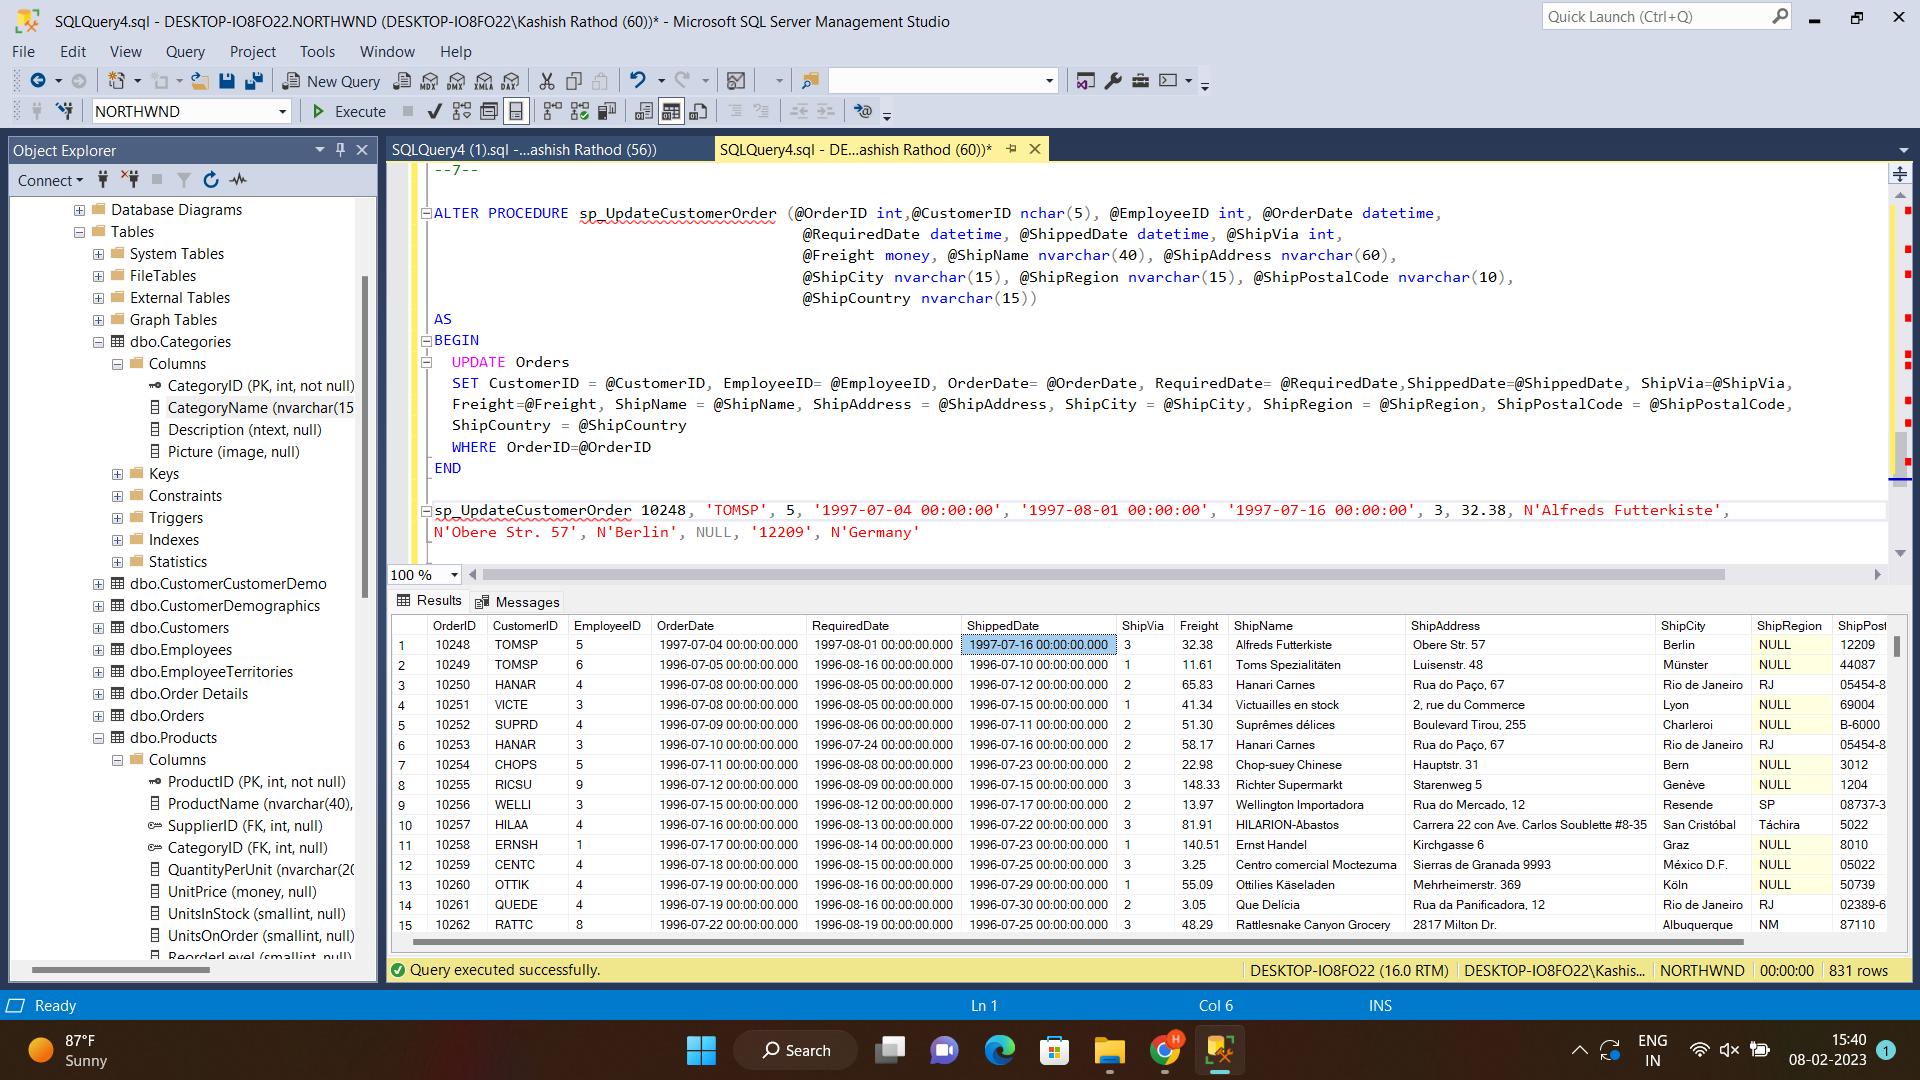 SQLQuery4.sql - DESKTOP-IO8FO22.NORTHWND (DESKTOP-IO8FO22\Kashish Rathod (60))* - Microsoft SQL Server Management Studio
Quick Launch (Ctrl+Q)
File Edit View Query Project Tools Window Help
New Query MDX DMX XMLA DAX
NORTHWND Execute
Object Explorer
SQLQuery4 (1).sql -...ashish Rathod (56)) SQLQuery4.sql - DE...ashish Rathod (60))*
Connect
Database Diagrams
Tables
System Tables
FileTables
External Tables
Graph Tables
dbo.Categories
Columns
CategoryID (PK, int, not null)
CategoryName (nvarchar(15
Description (ntext, null)
Picture (image, null)
Keys
Constraints
Triggers
Indexes
Statistics
dbo.CustomerCustomerDemo
dbo.CustomerDemographics
dbo.Customers
dbo.Employees
dbo.EmployeeTerritories
dbo.Order Details
dbo.Orders
dbo.Products
Columns
ProductID (PK, int, not null)
ProductName (nvarchar(40),
SupplierID (FK, int, null)
CategoryID (FK, int, null)
QuantityPerUnit (nvarchar(20
UnitPrice (money, null)
UnitsInStock (smallint, null)
UnitsOnOrder (smallint, null)
ReorderLevel (smallint, null)
--7--
ALTER PROCEDURE sp_UpdateCustomerOrder (@OrderID int,@CustomerID nchar(5), @EmployeeID int, @OrderDate datetime,
@RequiredDate datetime, @ShippedDate datetime, @ShipVia int,
@Freight money, @ShipName nvarchar(40), @ShipAddress nvarchar(60),
@ShipCity nvarchar(15), @ShipRegion nvarchar(15), @ShipPostalCode nvarchar(10),
@ShipCountry nvarchar(15))
AS
BEGIN
UPDATE Orders
SET CustomerID = @CustomerID, EmployeeID= @EmployeeID, OrderDate= @OrderDate, RequiredDate= @RequiredDate,ShippedDate=@ShippedDate, ShipVia=@ShipVia,
Freight=@Freight, ShipName = @ShipName, ShipAddress = @ShipAddress, ShipCity = @ShipCity, ShipRegion = @ShipRegion, ShipPostalCode = @ShipPostalCode,
ShipCountry = @ShipCountry
WHERE OrderID=@OrderID
END
sp_UpdateCustomerOrder 10248, 'TOMSP', 5, '1997-07-04 00:00:00', '1997-08-01 00:00:00', '1997-07-16 00:00:00', 3, 32.38, N'Alfreds Futterkiste',
N'Obere Str. 57', N'Berlin', NULL, '12209', N'Germany'
100 %
Results Messages
OrderID CustomerID EmployeeID OrderDate RequiredDate ShippedDate ShipVia Freight ShipName ShipAddress ShipCity ShipRegion ShipPost
1 10248 TOMSP 5 1997-07-04 00:00:00.000 1997-08-01 00:00:00.000 1997-07-16 00:00:00.000 3 32.38 Alfreds Futterkiste Obere Str. 57 Berlin NULL 12209
2 10249 TOMSP 6 1996-07-05 00:00:00.000 1996-08-16 00:00:00.000 1996-07-10 00:00:00.000 1 11.61 Toms Spezialitäten Luisenstr. 48 Münster NULL 44087
3 10250 HANAR 4 1996-07-08 00:00:00.000 1996-08-05 00:00:00.000 1996-07-12 00:00:00.000 2 65.83 Hanari Carnes Rua do Paço, 67 Rio de Janeiro RJ 05454-8
4 10251 VICTE 3 1996-07-08 00:00:00.000 1996-08-05 00:00:00.000 1996-07-15 00:00:00.000 1 41.34 Victuailles en stock 2, rue du Commerce Lyon NULL 69004
5 10252 SUPRD 4 1996-07-09 00:00:00.000 1996-08-06 00:00:00.000 1996-07-11 00:00:00.000 2 51.30 Suprêmes délices Boulevard Tirou, 255 Charleroi NULL B-6000
6 10253 HANAR 3 1996-07-10 00:00:00.000 1996-07-24 00:00:00.000 1996-07-16 00:00:00.000 2 58.17 Hanari Carnes Rua do Paço, 67 Rio de Janeiro RJ 05454-8
7 10254 CHOPS 5 1996-07-11 00:00:00.000 1996-08-08 00:00:00.000 1996-07-23 00:00:00.000 2 22.98 Chop-suey Chinese Hauptstr. 31 Bern NULL 3012
8 10255 RICSU 9 1996-07-12 00:00:00.000 1996-08-09 00:00:00.000 1996-07-15 00:00:00.000 3 148.33 Richter Supermarkt Starenweg 5 Genève NULL 1204
9 10256 WELLI 3 1996-07-15 00:00:00.000 1996-08-12 00:00:00.000 1996-07-17 00:00:00.000 2 13.97 Wellington Importadora Rua do Mercado, 12 Resende SP 08737-3
10 10257 HILAA 4 1996-07-16 00:00:00.000 1996-08-13 00:00:00.000 1996-07-22 00:00:00.000 3 81.91 HILARION-Abastos Carrera 22 con Ave. Carlos Soublette #8-35 San Cristóbal Táchira 5022
11 10258 ERNSH 1 1996-07-17 00:00:00.000 1996-08-14 00:00:00.000 1996-07-23 00:00:00.000 1 140.51 Ernst Handel Kirchgasse 6 Graz NULL 8010
12 10259 CENTC 4 1996-07-18 00:00:00.000 1996-08-15 00:00:00.000 1996-07-25 00:00:00.000 3 3.25 Centro comercial Moctezuma Sierras de Granada 9993 México D.F. NULL 05022
13 10260 OTTIK 4 1996-07-19 00:00:00.000 1996-08-16 00:00:00.000 1996-07-29 00:00:00.000 1 55.09 Ottilies Käseladen Mehrheimerstr. 369 Köln NULL 50739
14 10261 QUEDE 4 1996-07-19 00:00:00.000 1996-08-16 00:00:00.000 1996-07-30 00:00:00.000 2 3.05 Que Delícia Rua da Panificadora, 12 Rio de Janeiro RJ 02389-6
15 10262 RATTC 8 1996-07-22 00:00:00.000 1996-08-19 00:00:00.000 1996-07-25 00:00:00.000 3 48.29 Rattlesnake Canyon Grocery 2817 Milton Dr. Albuquerque NM 87110
Query executed successfully. DESKTOP-IO8FO22 (16.0 RTM) DESKTOP-IO8FO22\Kashis... NORTHWND 00:00:00 831 rows
Ready Ln 1 Col 6 INS
87°F
Sunny
Search
H
ENG
IN
15:40
08-02-2023
1